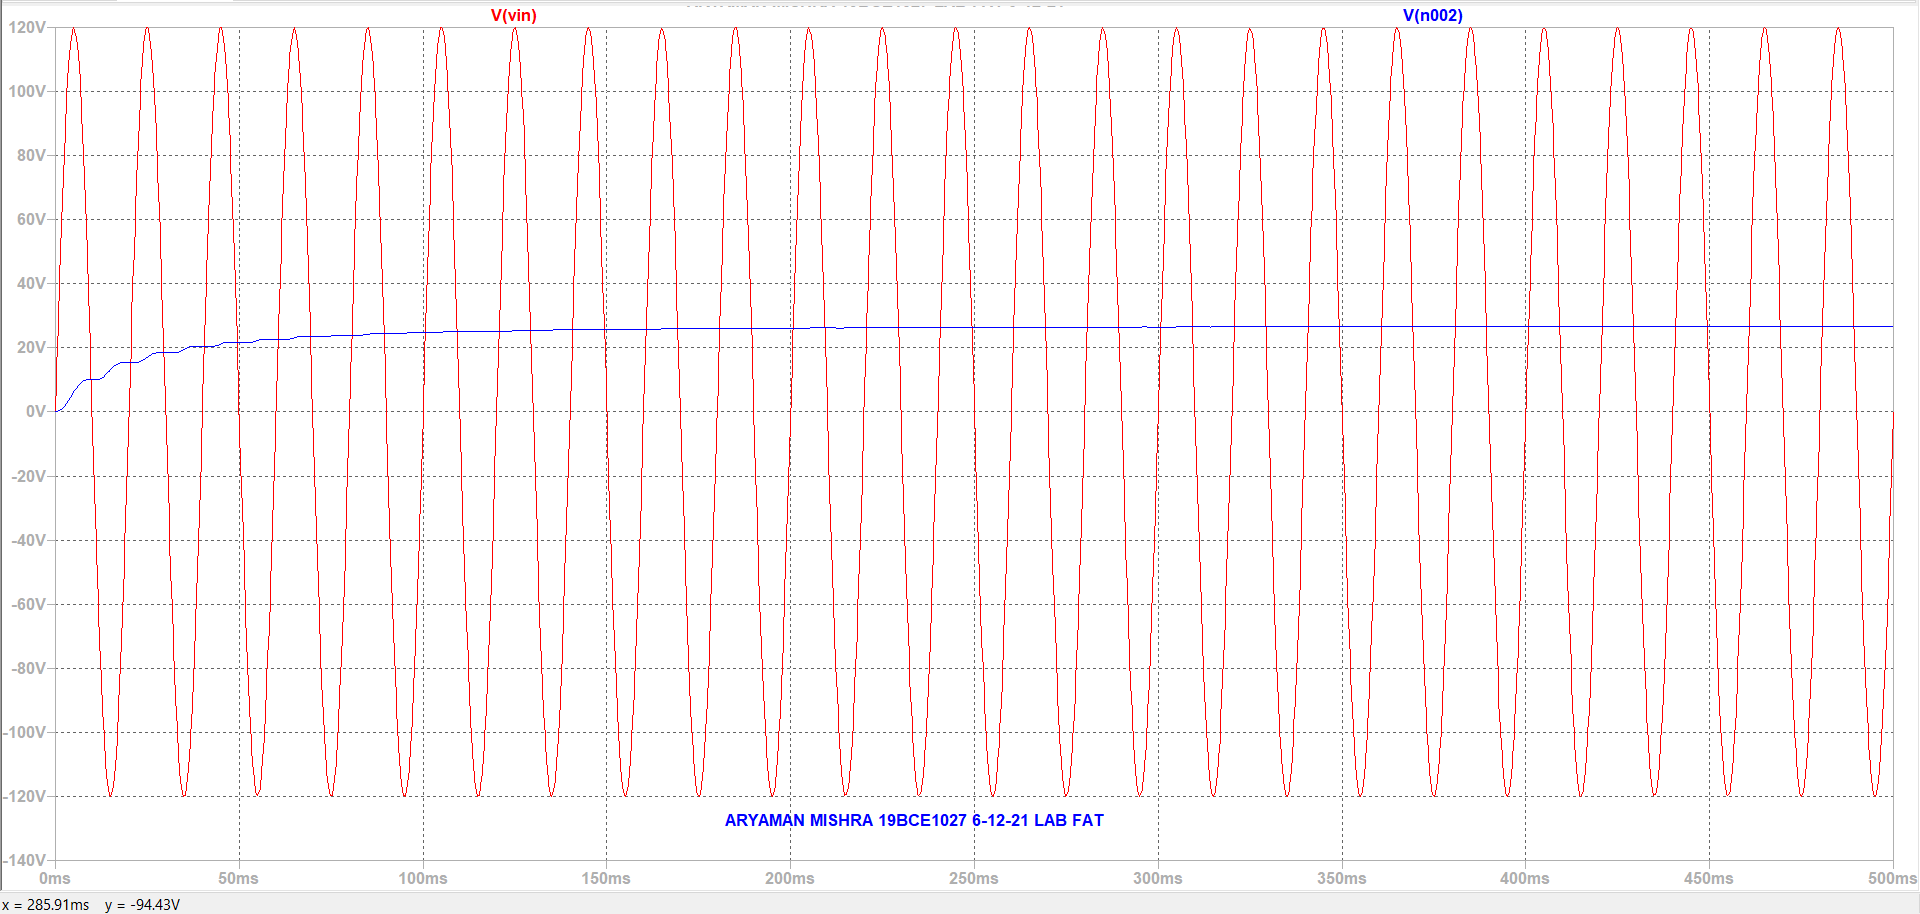 V(vin) V(n002)
120V
100V
80V
60V
40V
20V
0V
-20V
-40V
-60V
-80V
-100V
-120V
ARYAMAN MISHRA 19BCE1027 6-12-21 LAB FAT
-140V
0ms 50ms 100ms 150ms 200ms 250ms 300ms 350ms 400ms 450ms 500ms
x = 285.91ms y = -94.43V